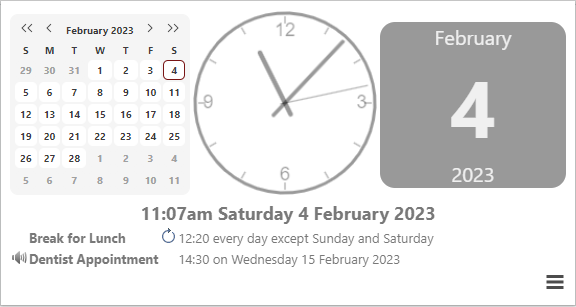 February 2023
S M T W T F S
29 30 31 1 2 3 4
5 6 7 8 9 10 11
12 13 14 15 16 17 18
19 20 21 22 23 24 25
26 27 28 1 2 3 4
5 6 7 8 9 10 11
12
3
6
9
February
4
2023
11:07am Saturday 4 February 2023
Break for Lunch 12:20 every day except Sunday and Saturday
Dentist Appointment 14:30 on Wednesday 15 February 2023